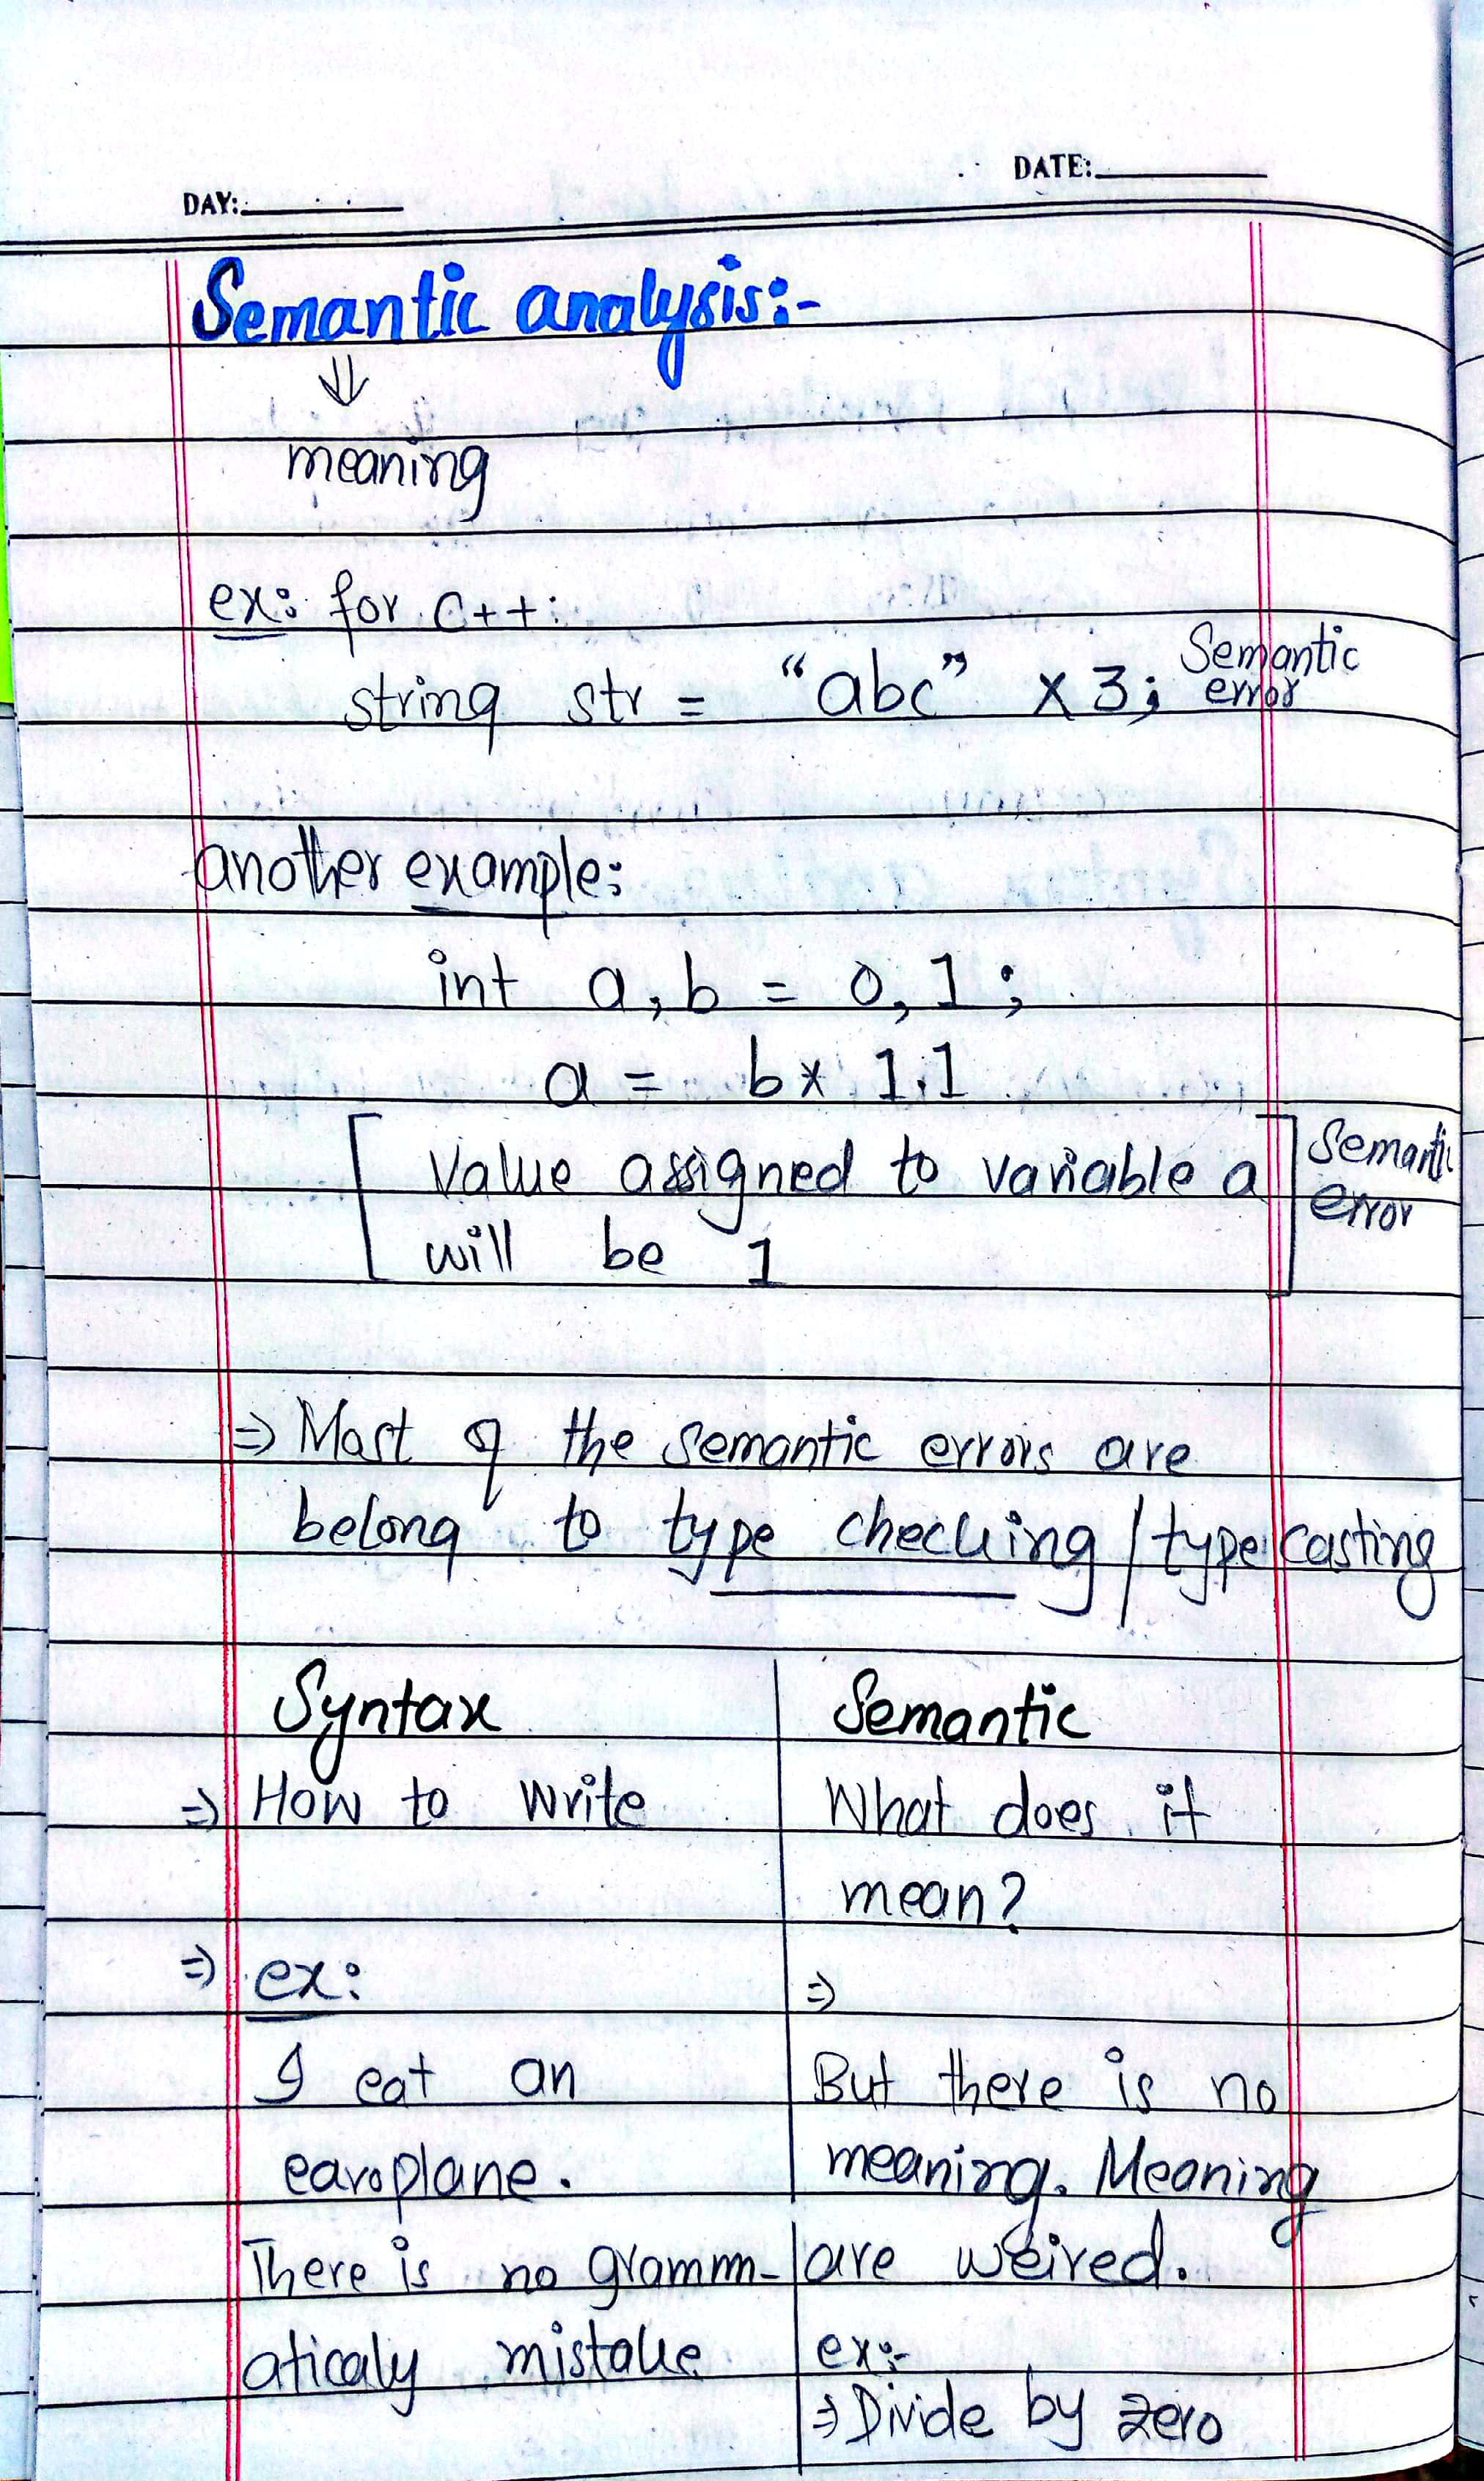 DATE:
DAY:
Semantic analysis:-
⇓
meaning
ex: for c++:
string str = "abc" × 3; Semantic error
another example:
int a, b = 0, 1;
a = b * 1.1
[ Value assigned to variable a ] Semantic
will be 1 error
=> Most of the semantic errors are
belong to type checking / type casting
Syntax | Semantic
=> How to write | What does it
mean?
=> ex: | =>
I eat an | But there is no
earoplane. | meaning. Meaning
There is no gramm- | are weired.
aticaly mistake | ex:-
=> Divide by zero